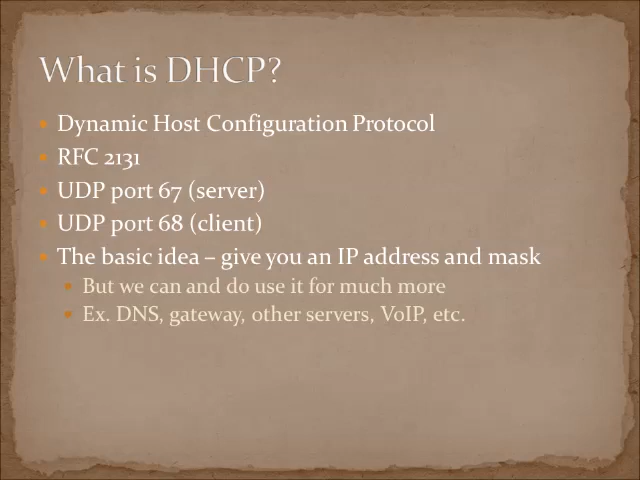 What is DHCP?
Dynamic Host Configuration Protocol
RFC 2131
UDP port 67 (server)
UDP port 68 (client)
The basic idea – give you an IP address and mask
But we can and do use it for much more
Ex. DNS, gateway, other servers, VoIP, etc.